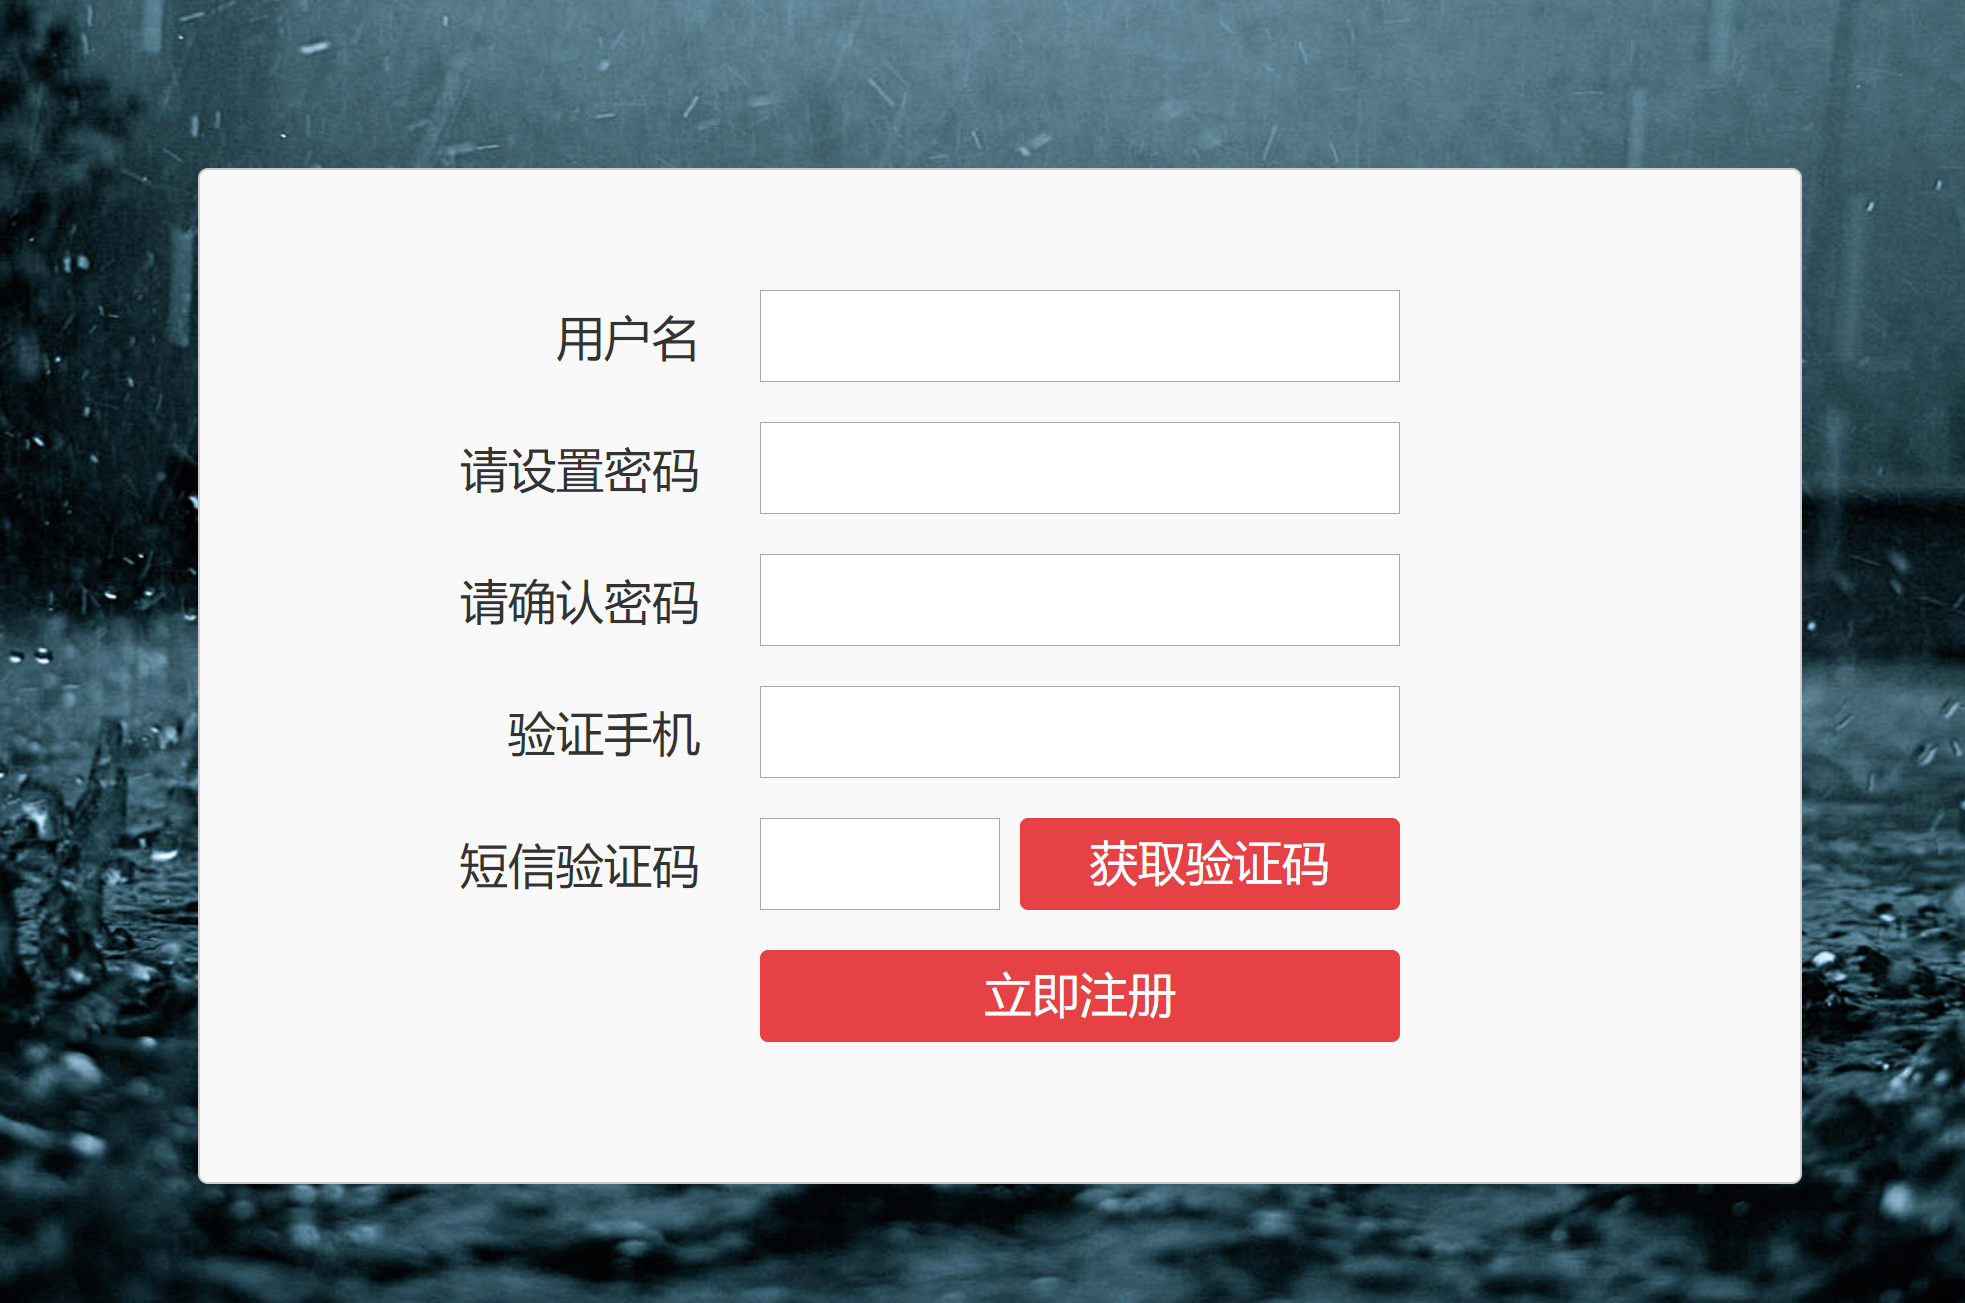 用户名
请设置密码
请确认密码
验证手机
短信验证码 获取验证码
立即注册